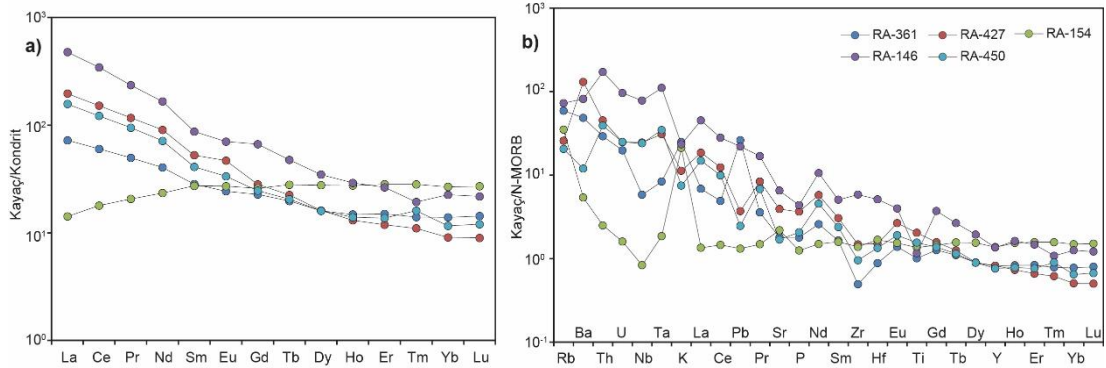 a)
Kayaç/Kondrit
10³
10²
10¹
10⁰
La Ce Pr Nd Sm Eu Gd Tb Dy Ho Er Tm Yb Lu
b)
Kayaç/N-MORB
RA-361 RA-427 RA-154
RA-146 RA-450
10³
10²
10¹
10⁰
10⁻¹
Ba U Ta La Pb Sr Nd Zr Eu Gd Dy Ho Tm Lu
Rb Th Nb K Ce Pr P Sm Hf Ti Tb Y Er Yb